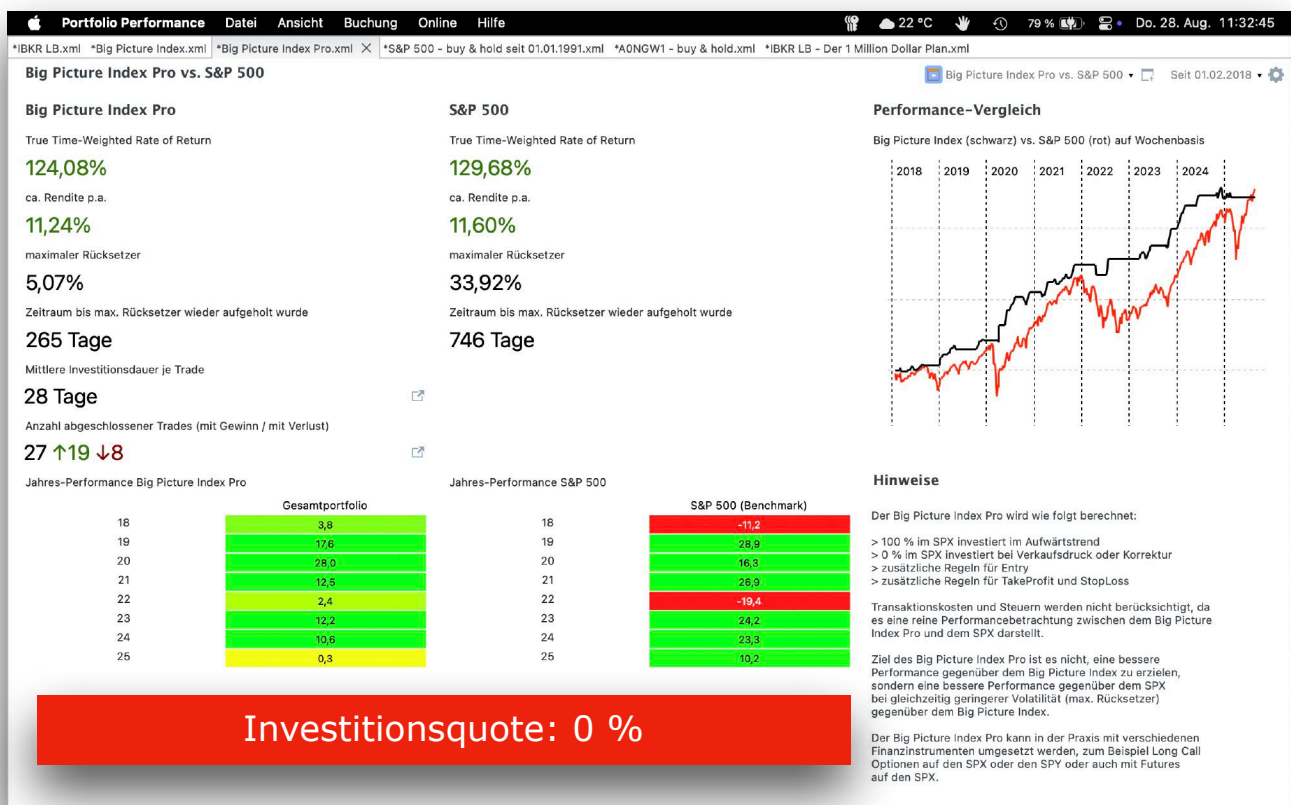 Portfolio Performance Datei Ansicht Buchung Online Hilfe 22 °C 79 % Do. 28. Aug. 11:32:45
*IBKR LB.xml *Big Picture Index.xml *Big Picture Index Pro.xml *S&P 500 - buy & hold seit 01.01.1991.xml *A0NGW1 - buy & hold.xml *IBKR LB - Der 1 Million Dollar Plan.xml
Big Picture Index Pro vs. S&P 500
Big Picture Index Pro vs. S&P 500 Seit 01.02.2018
Big Picture Index Pro
True Time-Weighted Rate of Return
124,08%
ca. Rendite p.a.
11,24%
maximaler Rücksetzer
5,07%
Zeitraum bis max. Rücksetzer wieder aufgeholt wurde
265 Tage
Mittlere Investitionsdauer je Trade
28 Tage
Anzahl abgeschlossener Trades (mit Gewinn / mit Verlust)
27 ↑19 ↓8
Jahres-Performance Big Picture Index Pro
Gesamtportfolio
18 3,8
19 17,6
20 28,0
21 12,5
22 2,4
23 12,2
24 10,6
25 0,3
S&P 500
True Time-Weighted Rate of Return
129,68%
ca. Rendite p.a.
11,60%
maximaler Rücksetzer
33,92%
Zeitraum bis max. Rücksetzer wieder aufgeholt wurde
746 Tage
Jahres-Performance S&P 500
S&P 500 (Benchmark)
18 -11,2
19 28,9
20 16,3
21 26,9
22 -19,4
23 24,2
24 23,3
25 10,2
Performance-Vergleich
Big Picture Index (schwarz) vs. S&P 500 (rot) auf Wochenbasis
2018 2019 2020 2021 2022 2023 2024
Hinweise
Der Big Picture Index Pro wird wie folgt berechnet:
> 100 % im SPX investiert im Aufwärtstrend
> 0 % im SPX investiert bei Verkaufsdruck oder Korrektur
> zusätzliche Regeln für Entry
> zusätzliche Regeln für TakeProfit und StopLoss
Transaktionskosten und Steuern werden nicht berücksichtigt, da
es eine reine Performancebetrachtung zwischen dem Big Picture
Index Pro und dem SPX darstellt.
Ziel des Big Picture Index Pro ist es nicht, eine bessere
Performance gegenüber dem Big Picture Index zu erzielen,
sondern eine bessere Performance gegenüber dem SPX
bei gleichzeitig geringerer Volatilität (max. Rücksetzer)
gegenüber dem Big Picture Index.
Der Big Picture Index Pro kann in der Praxis mit verschiedenen
Finanzinstrumenten umgesetzt werden, zum Beispiel Long Call
Optionen auf den SPX oder den SPY oder auch mit Futures
auf den SPX.
Investitionsquote: 0 %